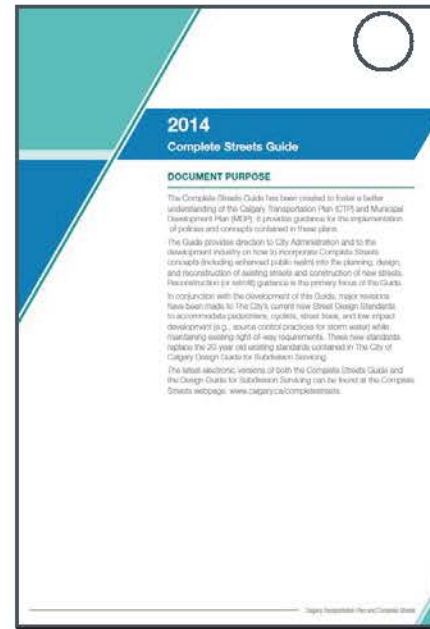 2014
Complete Streets Guide
DOCUMENT PURPOSE
The Complete Streets Guide has been created to foster a better
understanding of the Calgary Transportation Plan (CTP) and Municipal
Development Plan (MDP). It provides guidance for the implementation
of policies and concepts contained in these plans.
The Guide provides direction to City Administration and to the
development industry on how to incorporate Complete Streets
concepts (including enhanced public realm) into the planning, design,
and reconstruction of existing streets and construction of new streets.
Reconstruction (or retrofit) guidance is the primary focus of the Guide.
In conjunction with the development of this Guide, major revisions
have been made to The City's current new Street Design Standards
to accommodate pedestrians, cyclists, street trees, and low impact
development (e.g., source control practices for storm water) while
maintaining existing right-of-way requirements. These new standards
replace the 20 year old existing standards contained in The City of
Calgary Design Guide for Subdivision Servicing.
The latest electronic versions of both the Complete Streets Guide and
the Design Guide for Subdivision Servicing can be found at the Complete
Streets webpage: www.calgary.ca/completestreets.
Calgary Transportation Plan and Complete Streets